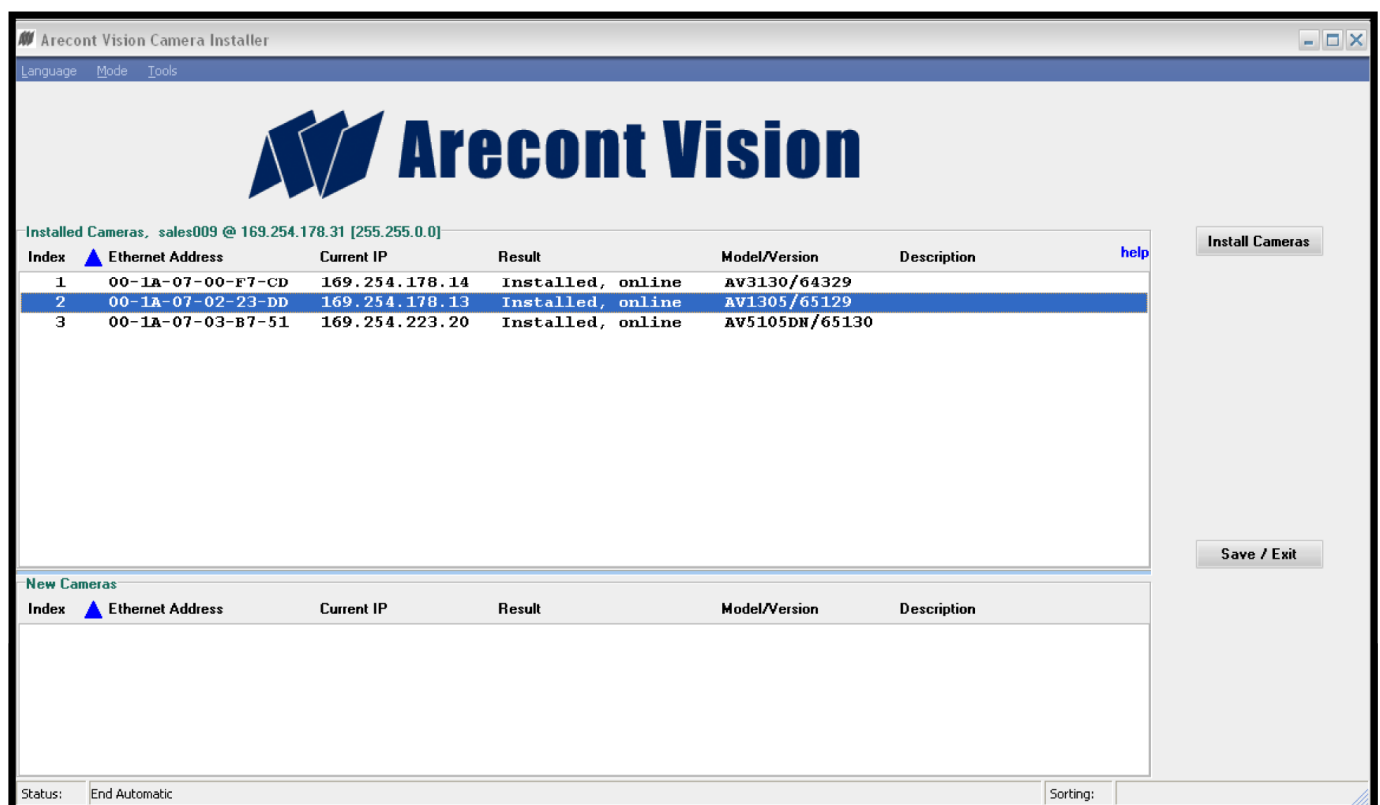 Arecont Vision Camera Installer
Language Mode Tools
Arecont Vision
Installed Cameras, sales009 @ 169.254.178.31 [255.255.0.0]
Install Cameras
Index Ethernet Address Current IP Result Model/Version Description help
1 00-1A-07-00-F7-CD 169.254.178.14 Installed, online AV3130/64329
2 00-1A-07-02-23-DD 169.254.178.13 Installed, online AV1305/65129
3 00-1A-07-03-B7-51 169.254.223.20 Installed, online AV5105DN/65130
Save / Exit
New Cameras
Index Ethernet Address Current IP Result Model/Version Description
Status: End Automatic Sorting: